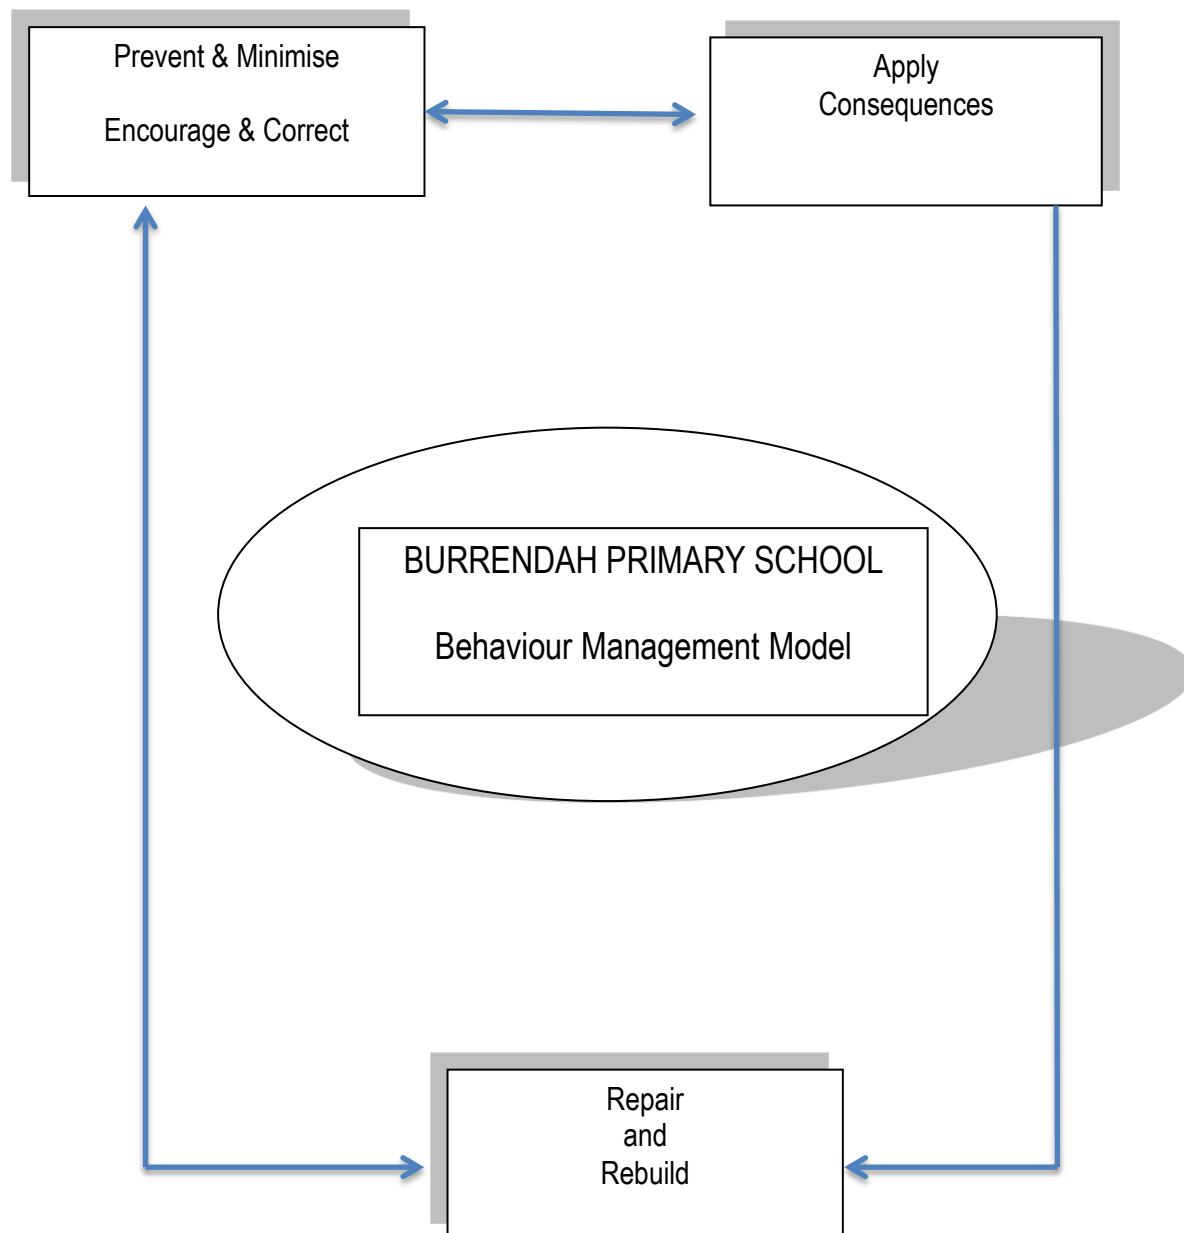 Prevent & Minimise
Encourage & Correct
Apply
Consequences
BURRENDAH PRIMARY SCHOOL
Behaviour Management Model
Repair
and
Rebuild